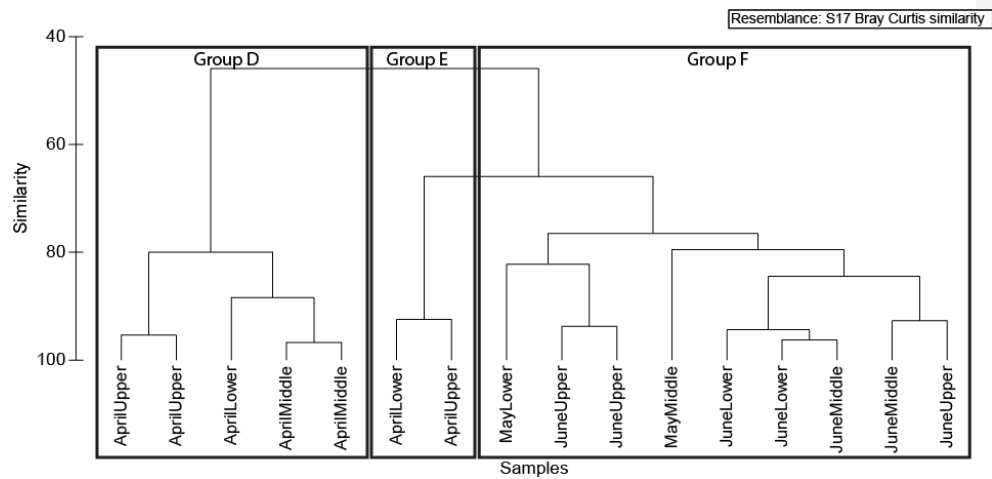 Resemblance: S17 Bray Curtis similarity
40
Group D
Group E
Group F
60
Similarity
80
100
AprilUpper
AprilUpper
AprilLower
AprilMiddle
AprilMiddle
AprilLower
AprilUpper
MayLower
JuneUpper
JuneUpper
MayMiddle
JuneLower
JuneLower
JuneMiddle
JuneMiddle
JuneUpper
Samples